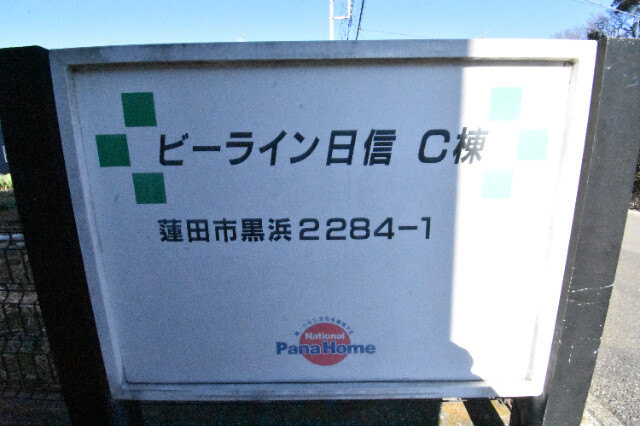 ビーライン日信 C棟
蓮田市黒浜2284-1
National
PanaHome